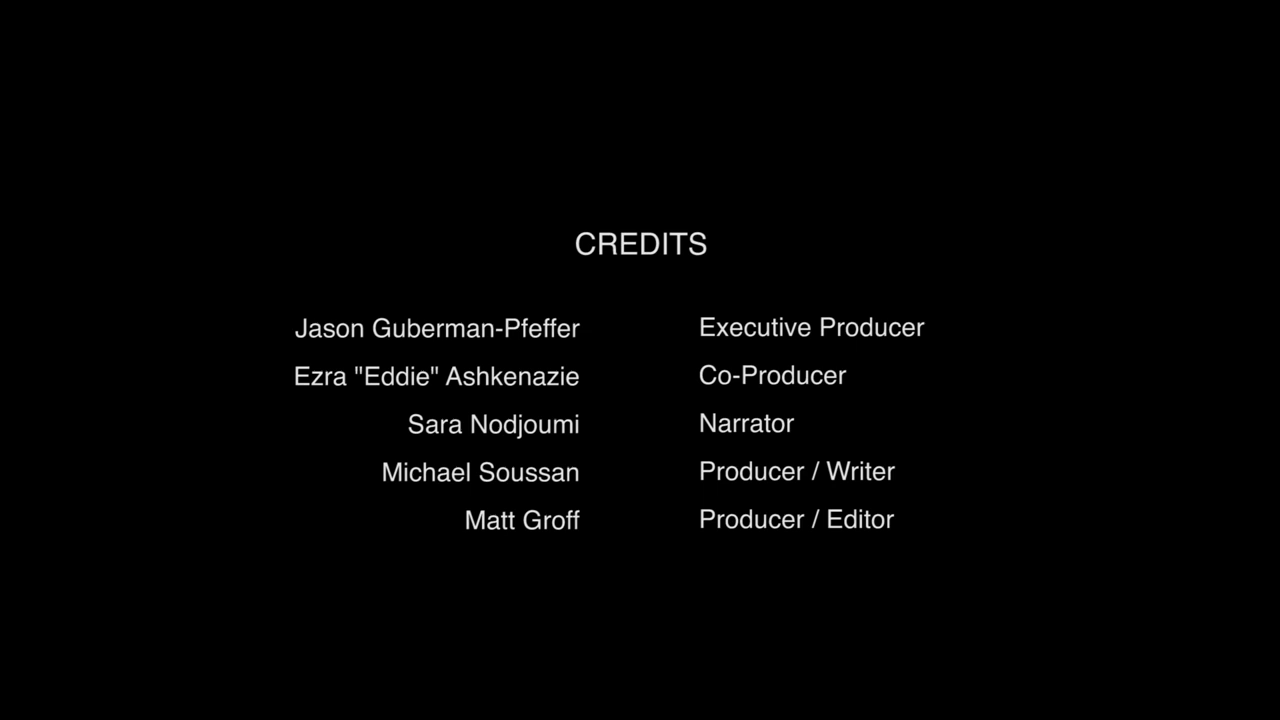 CREDITS
Jason Guberman-Pfeffer Executive Producer
Ezra "Eddie" Ashkenazie Co-Producer
Sara Nodjoumi Narrator
Michael Soussan Producer / Writer
Matt Groff Producer / Editor